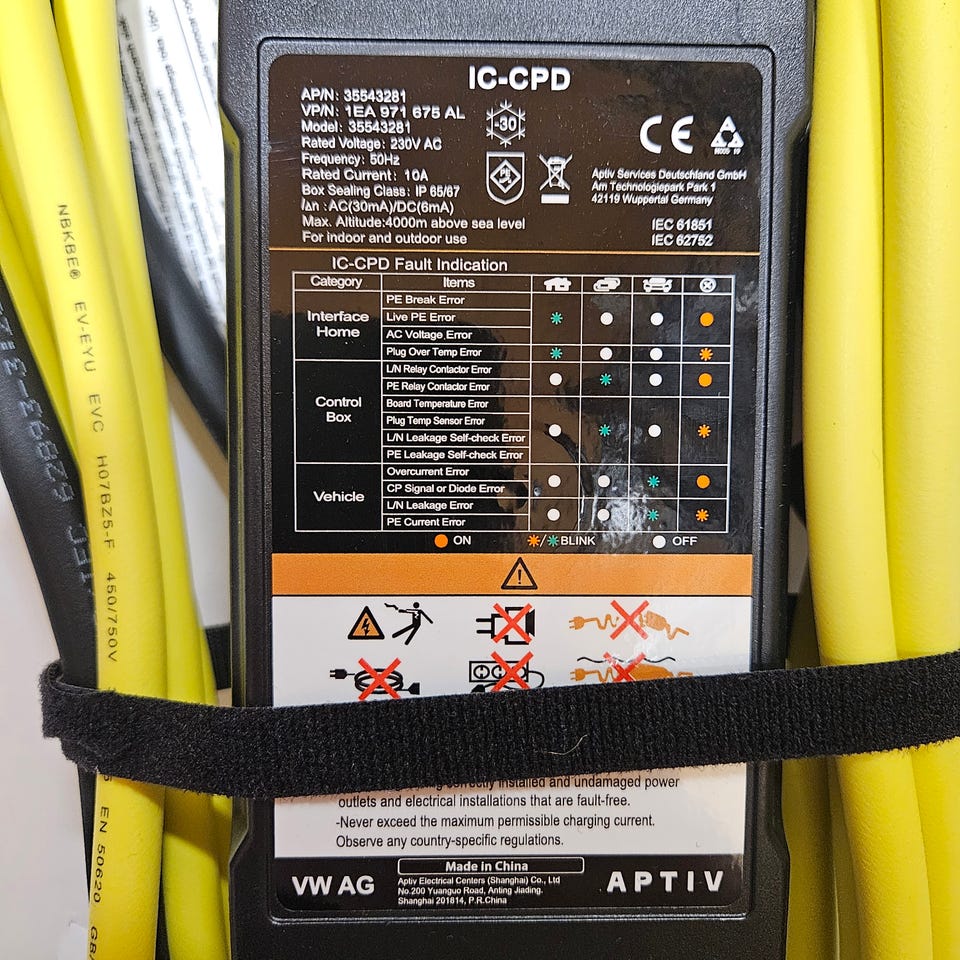 IC-CPD
AP/N: 35543281
VP/N: 1EA 971 675 AL
Model: 35543281
Rated Voltage: 230V AC
Frequency: 50Hz
Rated Current: 10A
Box Sealing Class: IP 65/67
I∆n : AC(30mA)/DC(6mA)
Max. Altitude:4000m above sea level
For indoor and outdoor use
-30
PE
CE
Aptiv Services Deutschland GmbH
Am Technologiepark Park 1
42119 Wuppertal Germany
IEC 61851
IEC 62752
IC-CPD Fault Indication
Category Items
Interface Home
PE Break Error
Live PE Error
AC Voltage Error
Plug Over Temp Error
Control Box
L/N Relay Contactor Error
PE Relay Contactor Error
Board Temperature Error
Plug Temp Sensor Error
L/N Leakage Self-check Error
PE Leakage Self-check Error
Vehicle
Overcurrent Error
CP Signal or Diode Error
L/N Leakage Error
PE Current Error
ON / BLINK OFF
correctly installed and undamaged power
outlets and electrical installations that are fault-free.
-Never exceed the maximum permissible charging current.
Observe any country-specific regulations.
Made in China
VW AG
Aptiv Electrical Centers (Shanghai) Co., Ltd
No.200 Yuanguo Road, Anting Jiading.
Shanghai 201814, P.R.China
APTIV
NBKBE® EV-EYU EVC H07BZ5-F 450/750V
EN 50620